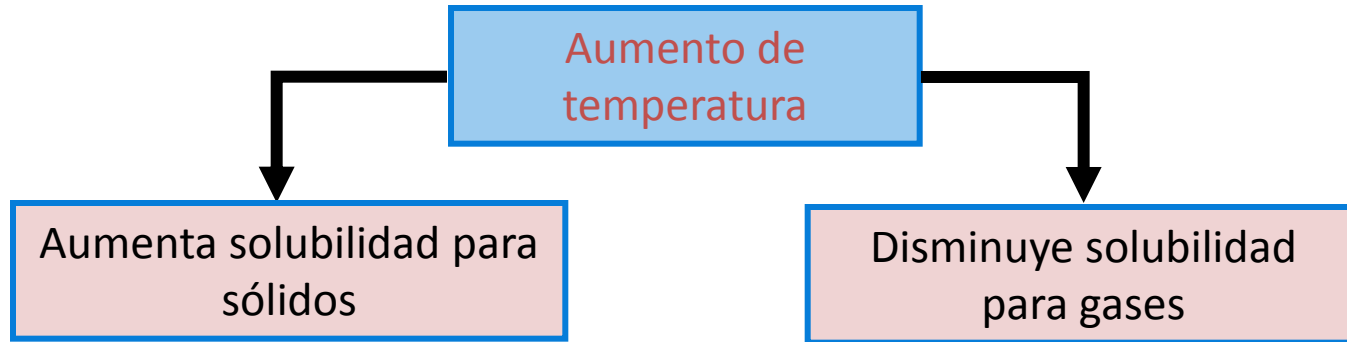 Aumento de
temperatura
Aumenta solubilidad para
sólidos
Disminuye solubilidad
para gases